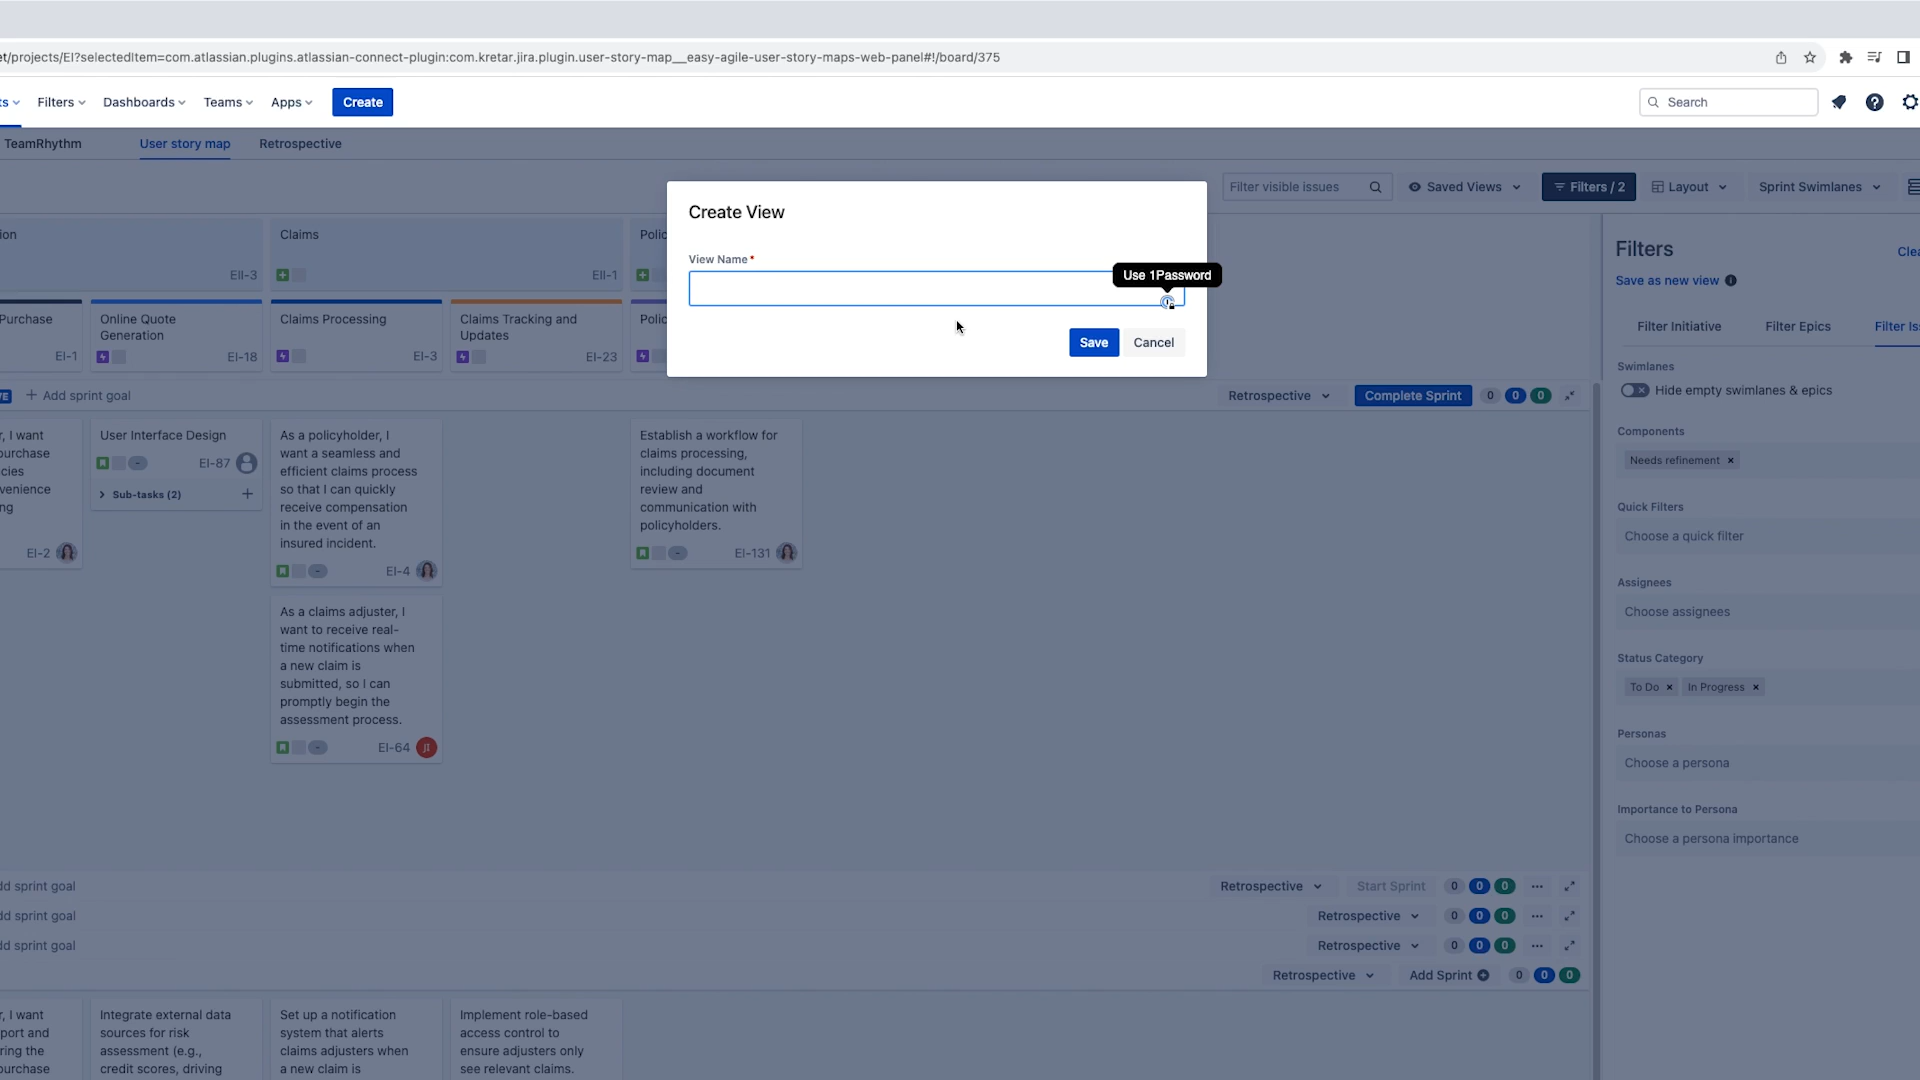 et/projects/EI?selectedItem=com.atlassian.plugins.atlassian-connect-plugin:com.kretar.jira.plugin.user-story-map__easy-agile-user-story-maps-web-panel#!/board/375
ts Filters Dashboards Teams Apps Create Search
TeamRhythm User story map Retrospective
Filter visible issues Saved Views Filters / 2 Layout Sprint Swimlanes
Create View
View Name *
Use 1Password
Save Cancel
ion
EII-3
Claims
EII-1
Polic
Purchase
EI-1
Online Quote
Generation
EI-18
Claims Processing
EI-3
Claims Tracking and
Updates
EI-23
Polic
VE + Add sprint goal Retrospective Complete Sprint 0 0 0
r, I want
purchase
cies
venience
ng
EI-2
User Interface Design
- EI-87
Sub-tasks (2) +
As a policyholder, I
want a seamless and
efficient claims process
so that I can quickly
receive compensation
in the event of an
insured incident.
- EI-4
As a claims adjuster, I
want to receive real-
time notifications when
a new claim is
submitted, so I can
promptly begin the
assessment process.
- EI-64 JI
Establish a workflow for
claims processing,
including document
review and
communication with
policyholders.
- EI-131
dd sprint goal Retrospective Start Sprint 0 0 0 ...
dd sprint goal Retrospective 0 0 0 ...
dd sprint goal Retrospective 0 0 0 ...
Retrospective Add Sprint 0 0 0
r, I want
port and
ring the
purchase
Integrate external data
sources for risk
assessment (e.g.,
credit scores, driving
Set up a notification
system that alerts
claims adjusters when
a new claim is
Implement role-based
access control to
ensure adjusters only
see relevant claims.
Filters Clea
Save as new view
Filter Initiative Filter Epics Filter Iss
Swimlanes
Hide empty swimlanes & epics
Components
Needs refinement ×
Quick Filters
Choose a quick filter
Assignees
Choose assignees
Status Category
To Do × In Progress ×
Personas
Choose a persona
Importance to Persona
Choose a persona importance